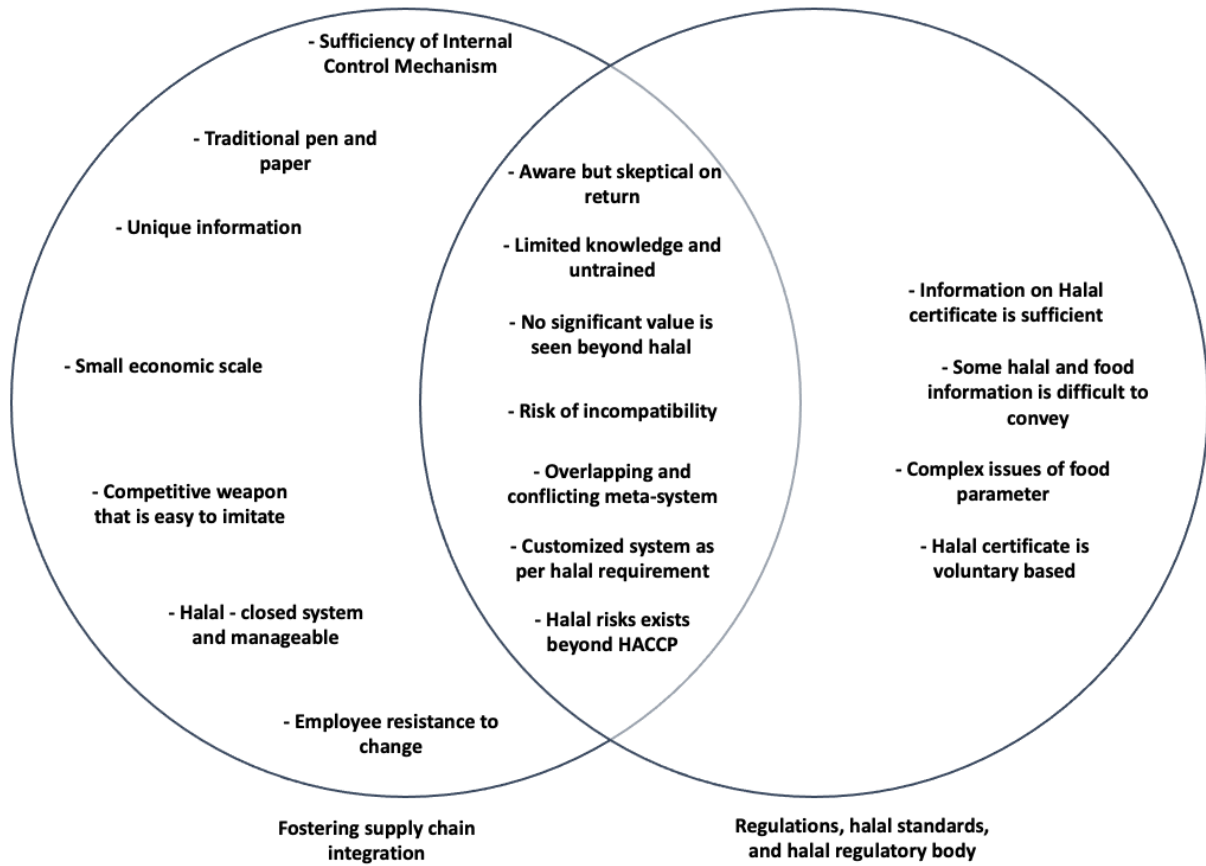 - Sufficiency of Internal
Control Mechanism
- Traditional pen and
paper
- Unique information
- Small economic scale
- Competitive weapon
that is easy to imitate
- Halal - closed system
and manageable
- Employee resistance to
change
- Aware but skeptical on
return
- Limited knowledge and
untrained
- No significant value is
seen beyond halal
- Risk of incompatibility
- Overlapping and
conflicting meta-system
- Customized system as
per halal requirement
- Halal risks exists
beyond HACCP
- Information on Halal
certificate is sufficient
- Some halal and food
information is difficult to
convey
- Complex issues of food
parameter
- Halal certificate is
voluntary based
Fostering supply chain
integration
Regulations, halal standards,
and halal regulatory body